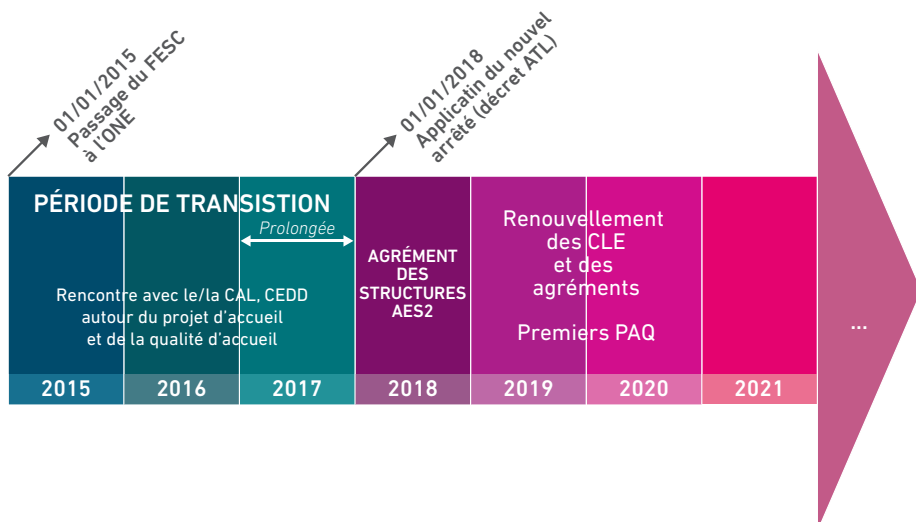 01/01/2015
Passage du FESC
à l'ONE
01/01/2018
Applicatin du nouvel
arrêté (décret ATL)
PÉRIODE DE TRANSISTION
Prolongée
Rencontre avec le/la CAL, CEDD
autour du projet d'accueil
et de la qualité d'accueil
AGRÉMENT
DES
STRUCTURES
AES2
Renouvellement
des CLE
et des
agréments
Premiers PAQ
...
2015
2016
2017
2018
2019
2020
2021